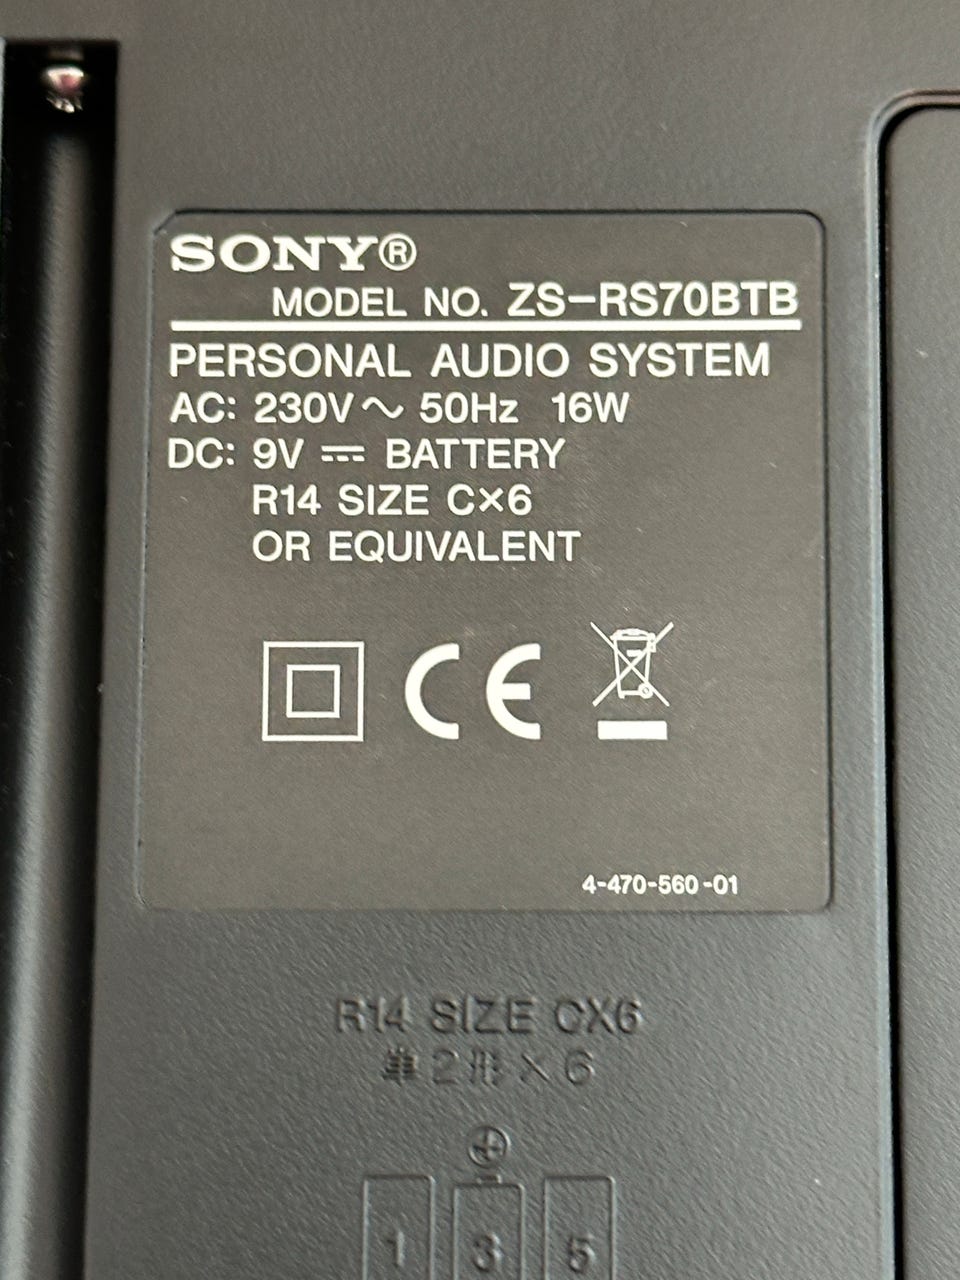 SONY®
MODEL NO. ZS-RS70BTB
PERSONAL AUDIO SYSTEM
AC: 230V ~ 50Hz 16W
DC: 9V ⎓ BATTERY
R14 SIZE C×6
OR EQUIVALENT
CE
4-470-560-01
R14 SIZE CX6
単2形×6
⊕
1 3 5